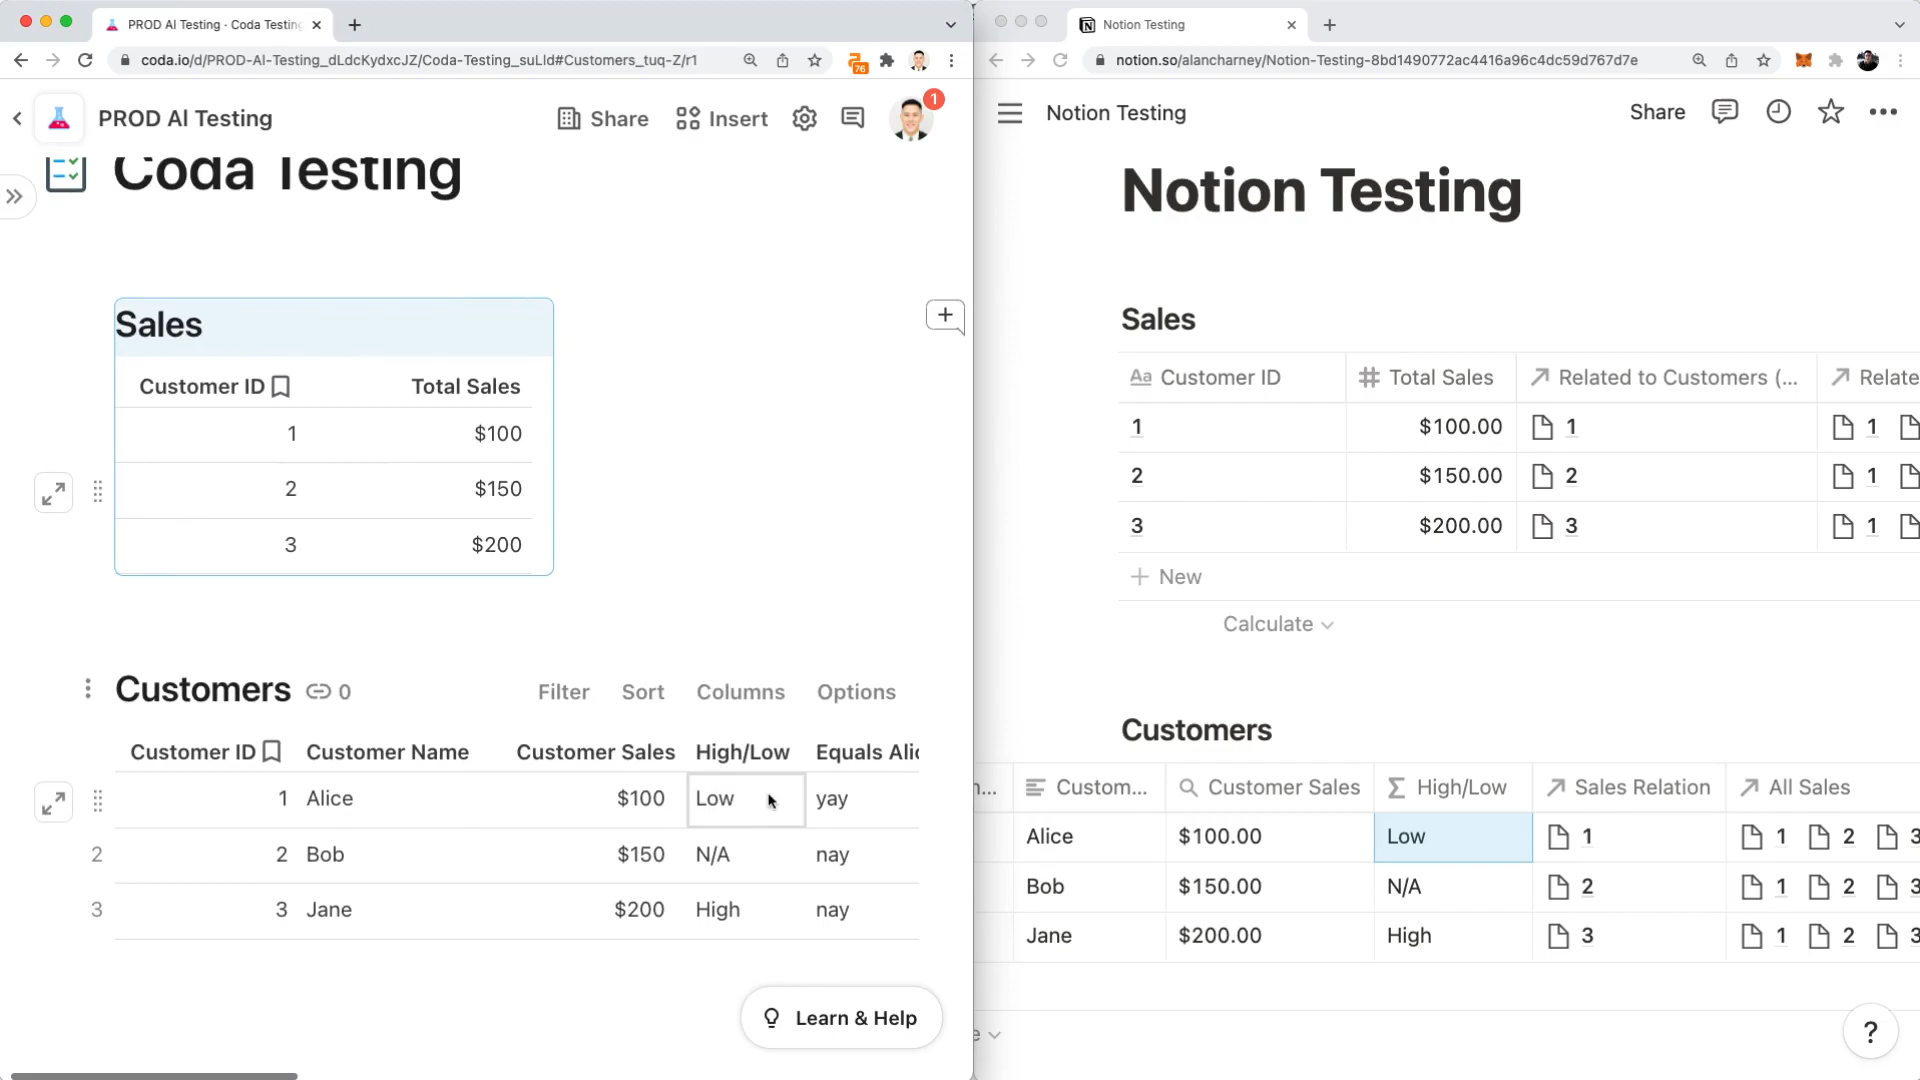 PROD AI Testing · Coda Testing
coda.io/d/PROD-AI-Testing_dLdcKydxcJZ/Coda-Testing_suLld#Customers_tuq-Z/r1
76
PROD AI Testing
Share
Insert
1
Coda Testing
Sales
Customer ID Total Sales
1 $100
2 $150
3 $200
Customers 0
Filter Sort Columns Options
Customer ID Customer Name Customer Sales High/Low Equals Alic
1 Alice $100 Low yay
2 2 Bob $150 N/A nay
3 3 Jane $200 High nay
Learn & Help
Notion Testing
notion.so/alancharney/Notion-Testing-8bd1490772ac4416a96c4dc59d767d7e
Notion Testing
Share
Notion Testing
Sales
Aa Customer ID # Total Sales Related to Customers (... Relate
1 $100.00 1 1
2 $150.00 2 1
3 $200.00 3 1
+ New
Calculate
Customers
... Custom... Customer Sales Σ High/Low Sales Relation All Sales
Alice $100.00 Low 1 1 2 3
Bob $150.00 N/A 2 1 2 3
Jane $200.00 High 3 1 2 3
?